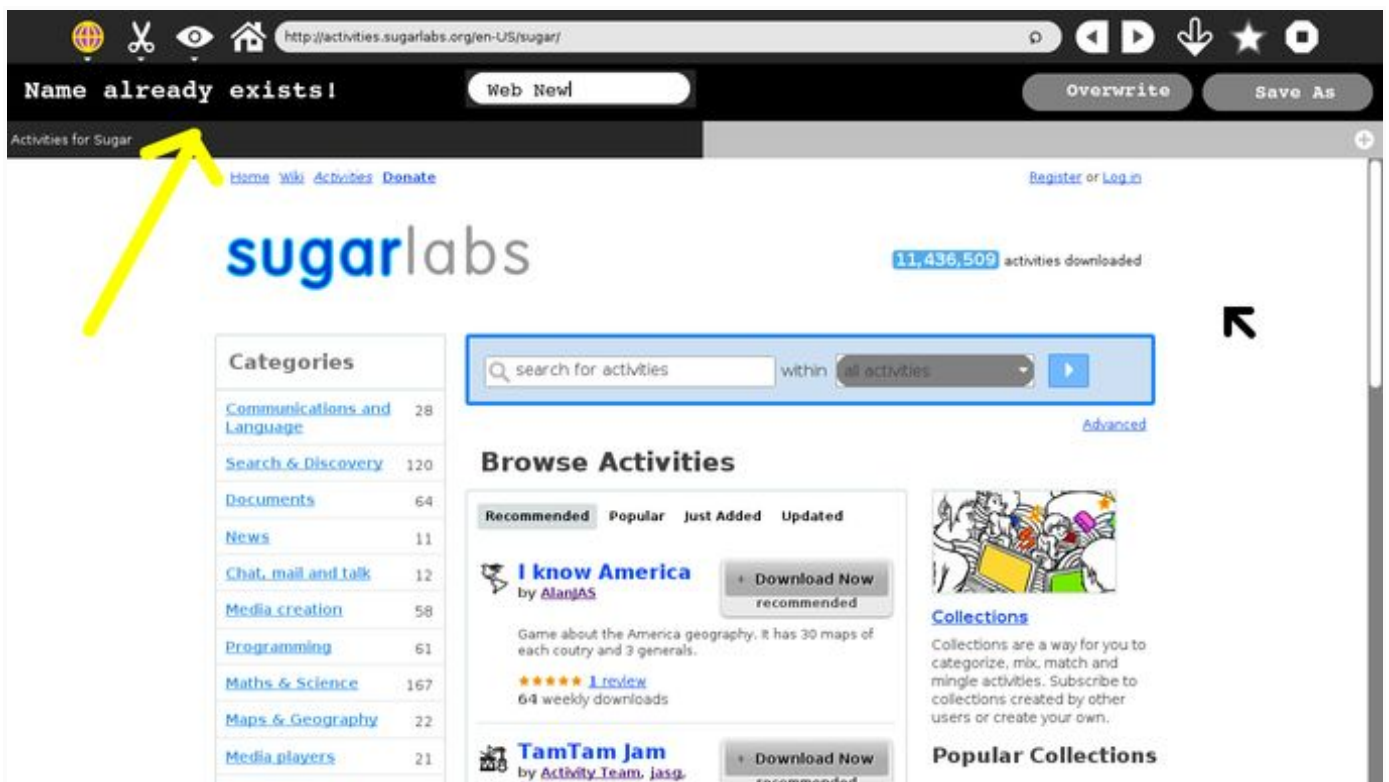 http://activities.sugarlabs.org/en-US/sugar/
Name already exists!
Web New
Overwrite
Save As
Activities for Sugar
Home Wiki Activities Donate
Register or Log in
sugarlabs
11,436,509 activities downloaded
Categories
search for activities
within
all activities
Advanced
Communications and
Language
28
Search & Discovery 120
Documents 64
News 11
Chat, mail and talk 12
Media creation 58
Programming 61
Maths & Science 167
Maps & Geography 22
Media players 21
Browse Activities
Recommended Popular Just Added Updated
I know America
by AlanJAS
+ Download Now
recommended
Game about the America geography. It has 30 maps of
each coutry and 3 generals.
1 review
64 weekly downloads
TamTam Jam
by Activity Team, jasg,
+ Download Now
recommended
Collections
Collections are a way for you to
categorize, mix, match and
mingle activities. Subscribe to
collections created by other
users or create your own.
Popular Collections